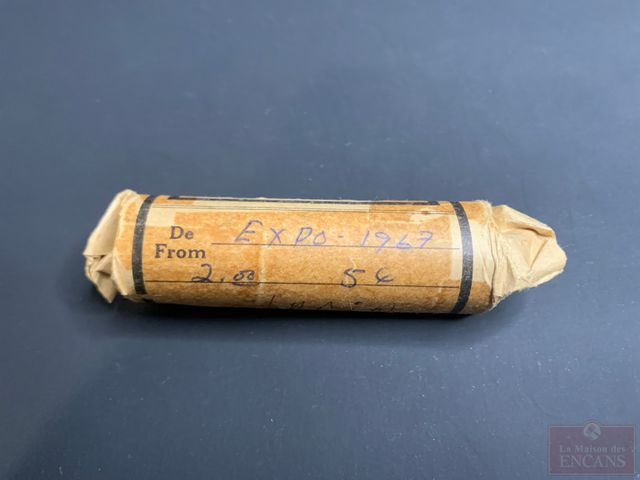 De
From
EXPO - 1967
2.00 5¢
La Maison des
ENCANS